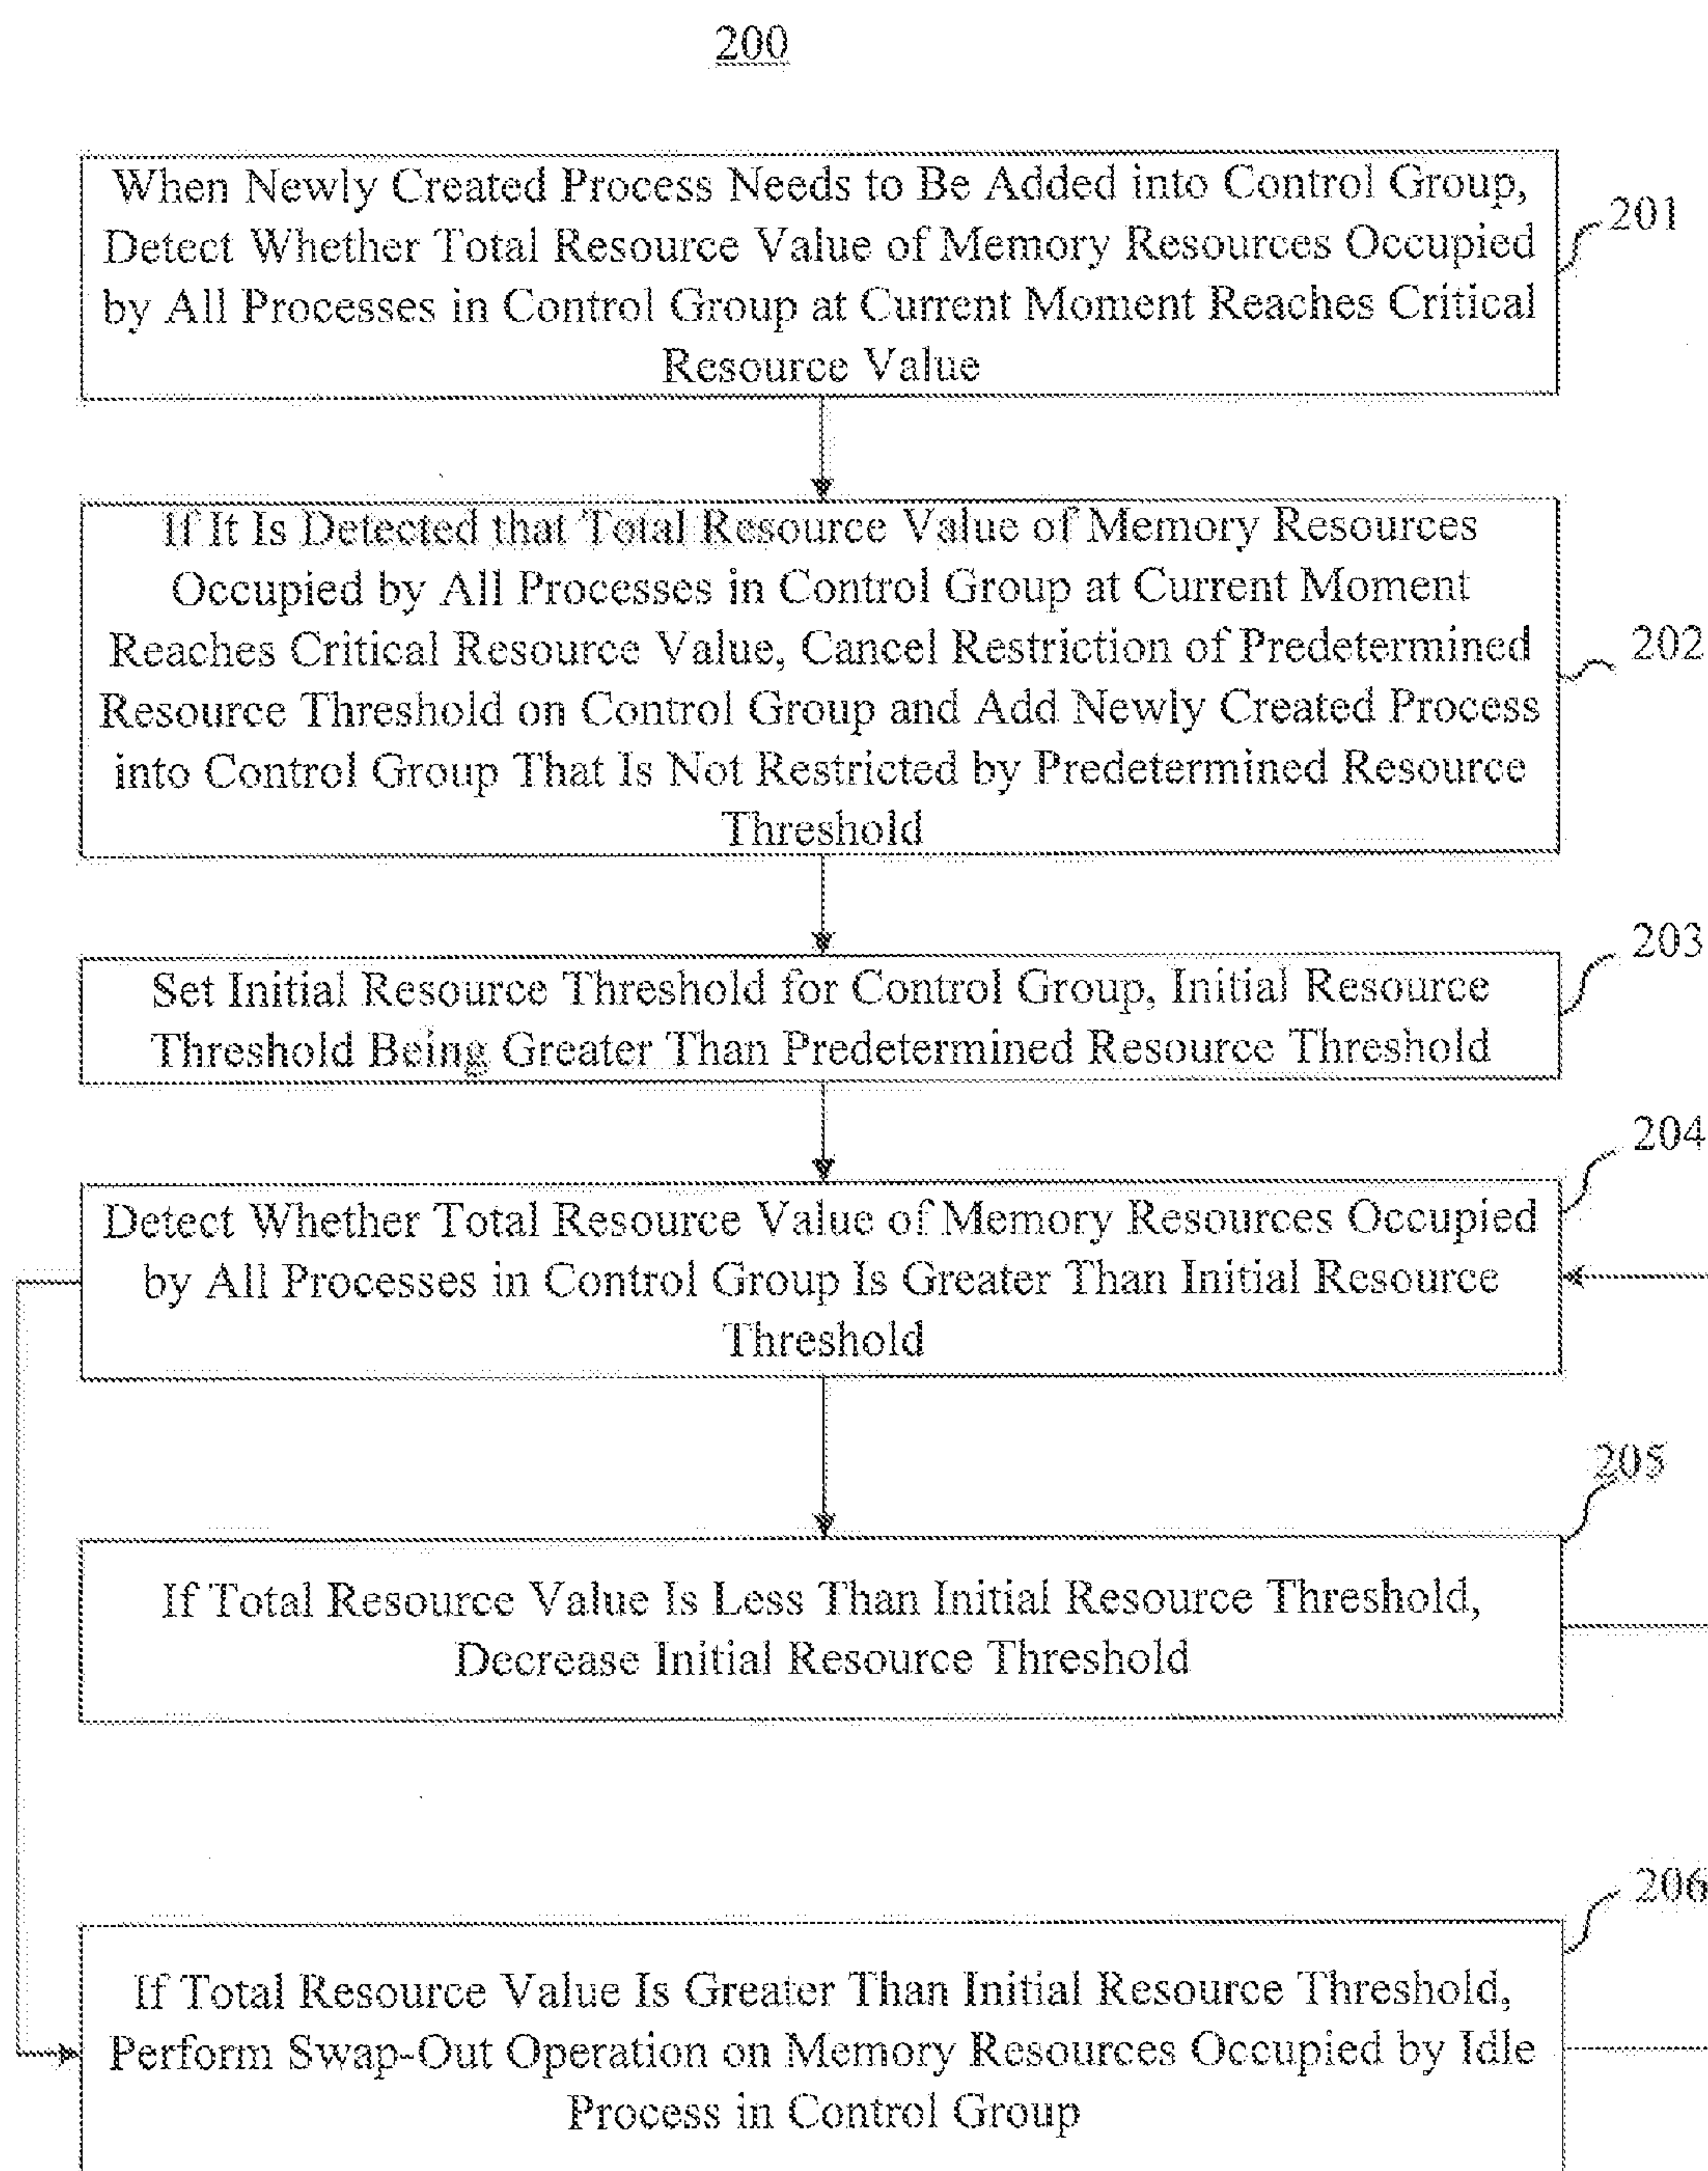 200
When Newly Created Process Needs to Be Added into Control Group,
Detect Whether Total Resource Value of Memory Resources Occupied
by All Processes in Control Group at Current Moment Reaches Critical
Resource Value
201
If It Is Detected that Total Resource Value of Memory Resources
Occupied by All Processes in Control Group at Current Moment
Reaches Critical Resource Value, Cancel Restriction of Predetermined
Resource Threshold on Control Group and Add Newly Created Process
into Control Group That Is Not Restricted by Predetermined Resource
Threshold
202
Set Initial Resource Threshold for Control Group, Initial Resource
Threshold Being Greater Than Predetermined Resource Threshold
203
Detect Whether Total Resource Value of Memory Resources Occupied
by All Processes in Control Group Is Greater Than Initial Resource
Threshold
204
If Total Resource Value Is Less Than Initial Resource Threshold,
Decrease Initial Resource Threshold
205
If Total Resource Value Is Greater Than Initial Resource Threshold,
Perform Swap-Out Operation on Memory Resources Occupied by Idle
Process in Control Group
206